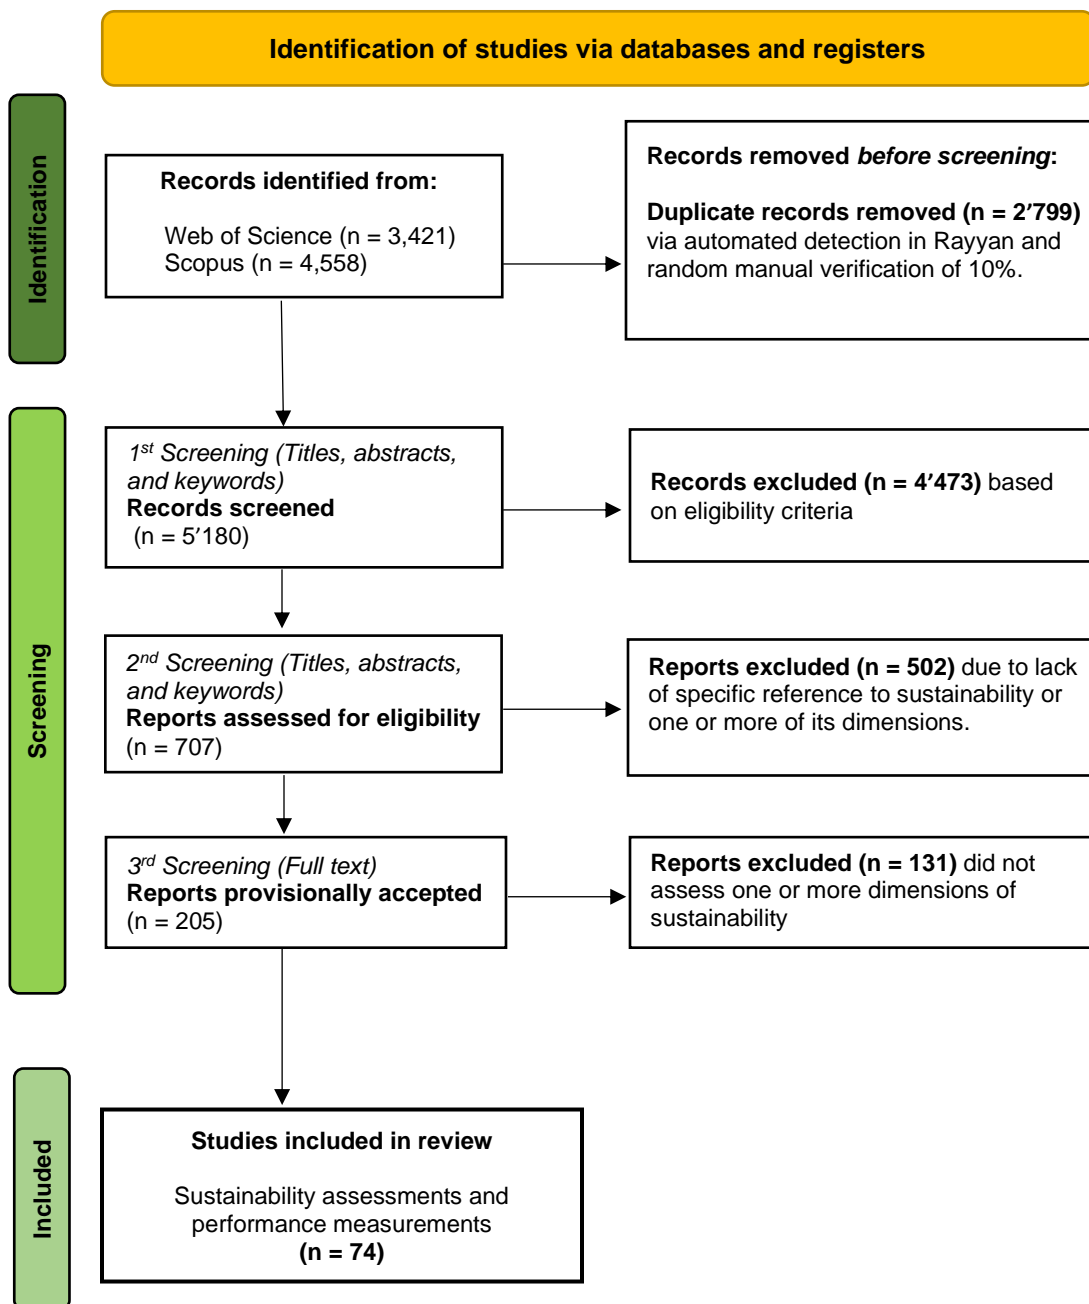 Identification of studies via databases and registers
Identification
Records identified from:
Web of Science (n = 3,421)
Scopus (n = 4,558)
Records removed before screening:
Duplicate records removed (n = 2’799)
via automated detection in Rayyan and
random manual verification of 10%.
Screening
1st Screening (Titles, abstracts,
and keywords)
Records screened
(n = 5’180)
Records excluded (n = 4’473) based
on eligibility criteria
2nd Screening (Titles, abstracts,
and keywords)
Reports assessed for eligibility
(n = 707)
Reports excluded (n = 502) due to lack
of specific reference to sustainability or
one or more of its dimensions.
3rd Screening (Full text)
Reports provisionally accepted
(n = 205)
Reports excluded (n = 131) did not
assess one or more dimensions of
sustainability
Included
Studies included in review
Sustainability assessments and
performance measurements
(n = 74)